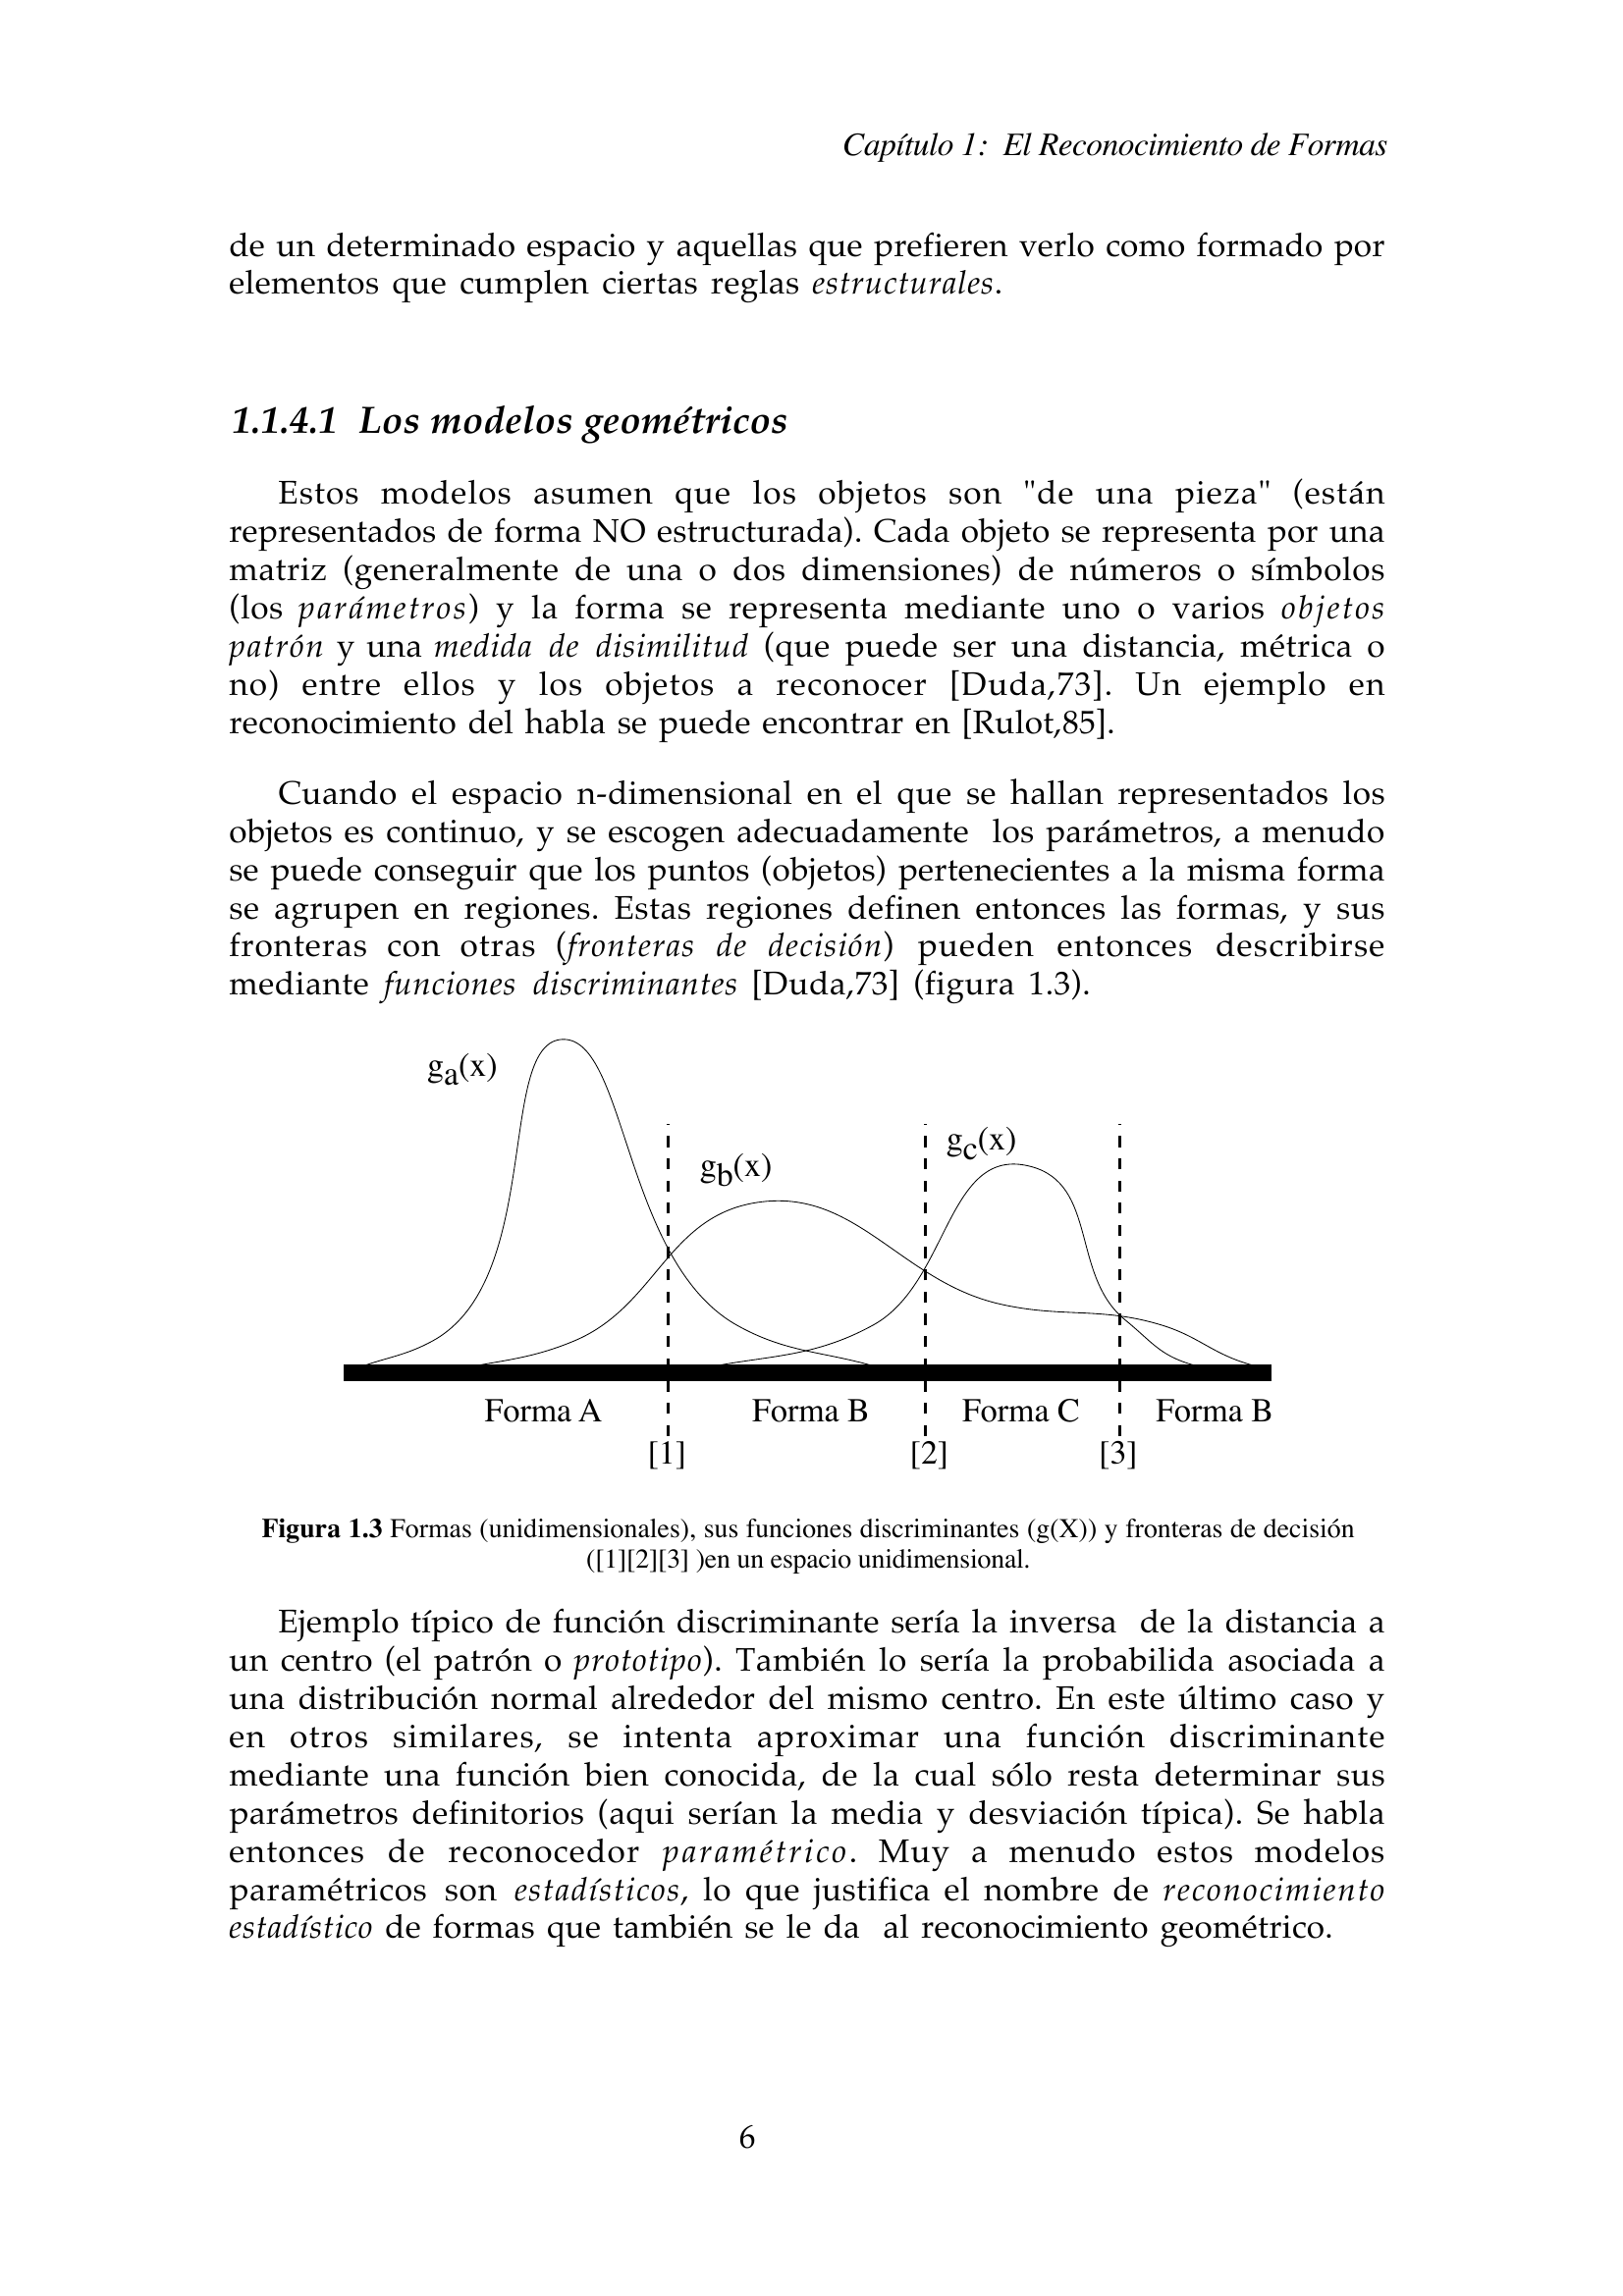 Capítulo 1:  El Reconocimiento de Formas
de un determinado espacio y aquellas que prefieren verlo como formado por
elementos que cumplen ciertas reglas estructurales.
1.1.4.1  Los modelos geométricos
Estos modelos asumen que los objetos son "de una pieza" (están
representados de forma NO estructurada). Cada objeto se representa por una
matriz (generalmente de una o dos dimensiones) de números o símbolos
(los parámetros) y la forma se representa mediante uno o varios objetos
patrón y una medida de disimilitud (que puede ser una distancia, métrica o
no) entre ellos y los objetos a reconocer [Duda,73]. Un ejemplo en
reconocimiento del habla se puede encontrar en [Rulot,85].
Cuando el espacio n-dimensional en el que se hallan representados los
objetos es continuo, y se escogen adecuadamente  los parámetros, a menudo
se puede conseguir que los puntos (objetos) pertenecientes a la misma forma
se agrupen en regiones. Estas regiones definen entonces las formas, y sus
fronteras con otras (fronteras de decisión) pueden entonces describirse
mediante funciones discriminantes [Duda,73] (figura 1.3).
ga(x)
gb(x)
gc(x)
Forma A
Forma B
Forma C
Forma B
[1]
[2]
[3]
Figura 1.3 Formas (unidimensionales), sus funciones discriminantes (g(X)) y fronteras de decisión
([1][2][3] )en un espacio unidimensional.
Ejemplo típico de función discriminante sería la inversa  de la distancia a
un centro (el patrón o prototipo). También lo sería la probabilida asociada a
una distribución normal alrededor del mismo centro. En este último caso y
en otros similares, se intenta aproximar una función discriminante
mediante una función bien conocida, de la cual sólo resta determinar sus
parámetros definitorios (aqui serían la media y desviación típica). Se habla
entonces de reconocedor paramétrico. Muy a menudo estos modelos
paramétricos son estadísticos, lo que justifica el nombre de reconocimiento
estadístico de formas que también se le da  al reconocimiento geométrico.
6